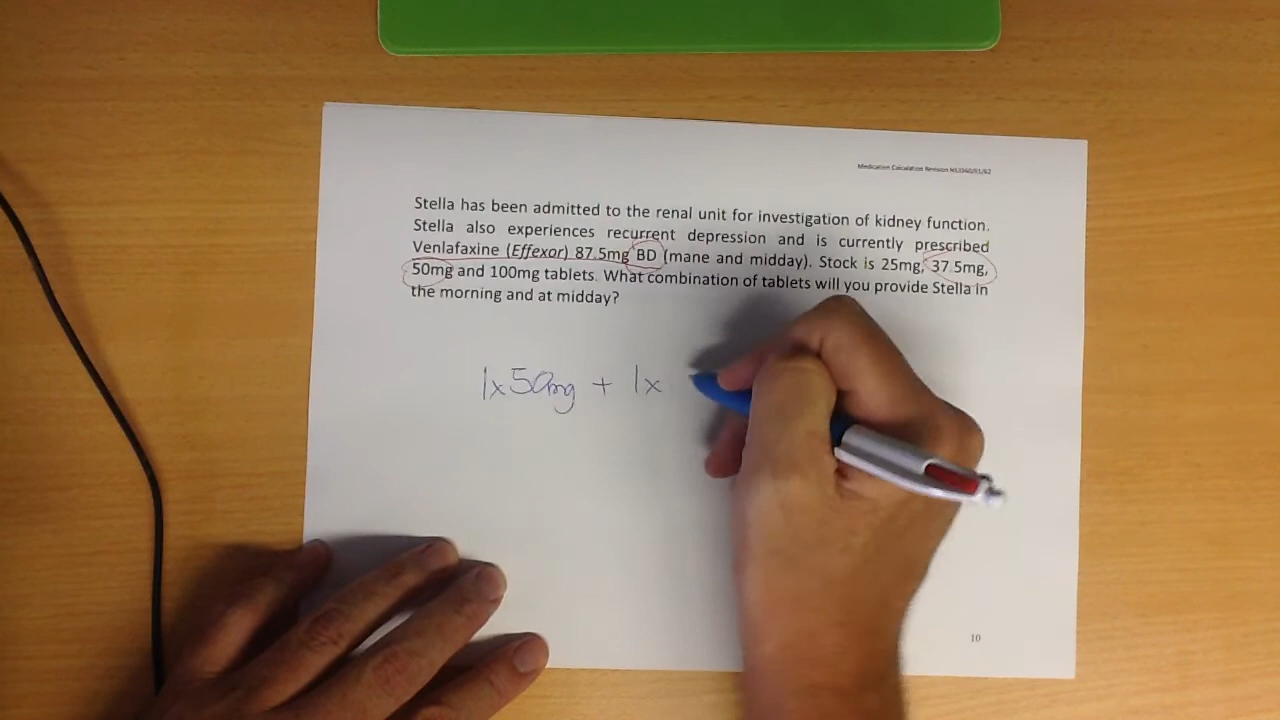 Medication Calculation Revision NS3360/61/62
Stella has been admitted to the renal unit for investigation of kidney function.
Stella also experiences recurrent depression and is currently prescribed
Venlafaxine (Effexor) 87.5mg BD (mane and midday). Stock is 25mg, 37.5mg,
50mg and 100mg tablets. What combination of tablets will you provide Stella in
the morning and at midday?
1x50mg + 1x
10